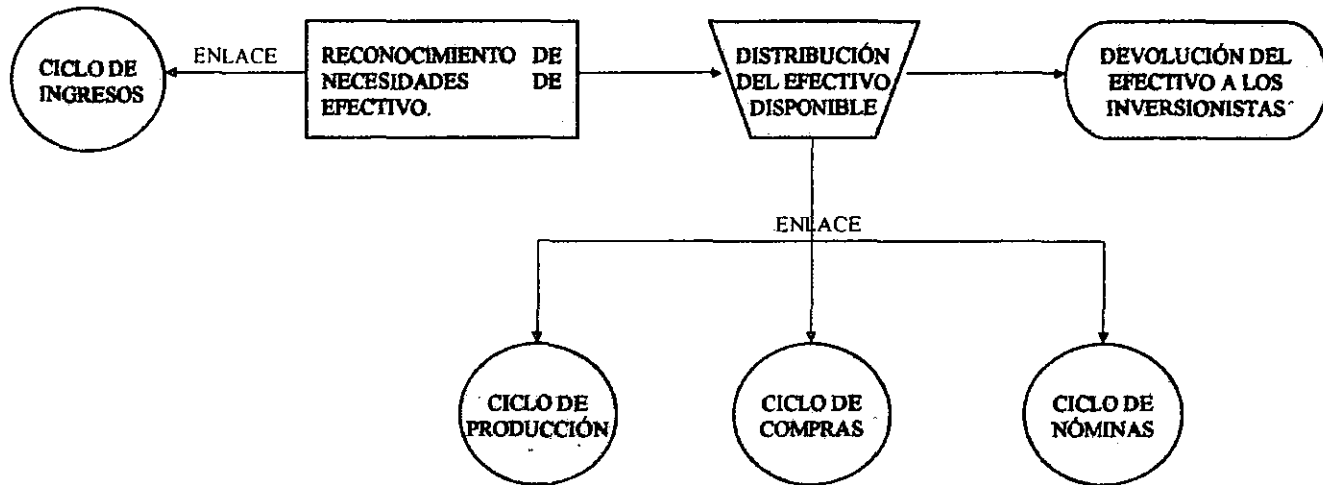 CICLO DE
INGRESOS
ENLACE
RECONOCIMIENTO DE
NECESIDADES DE
EFECTIVO.
DISTRIBUCIÓN
DEL EFECTIVO
DISPONIBLE
DEVOLUCIÓN DEL
EFECTIVO A LOS
INVERSIONISTAS
ENLACE
CICLO DE
PRODUCCIÓN
CICLO DE
COMPRAS
CICLO DE
NÓMINAS